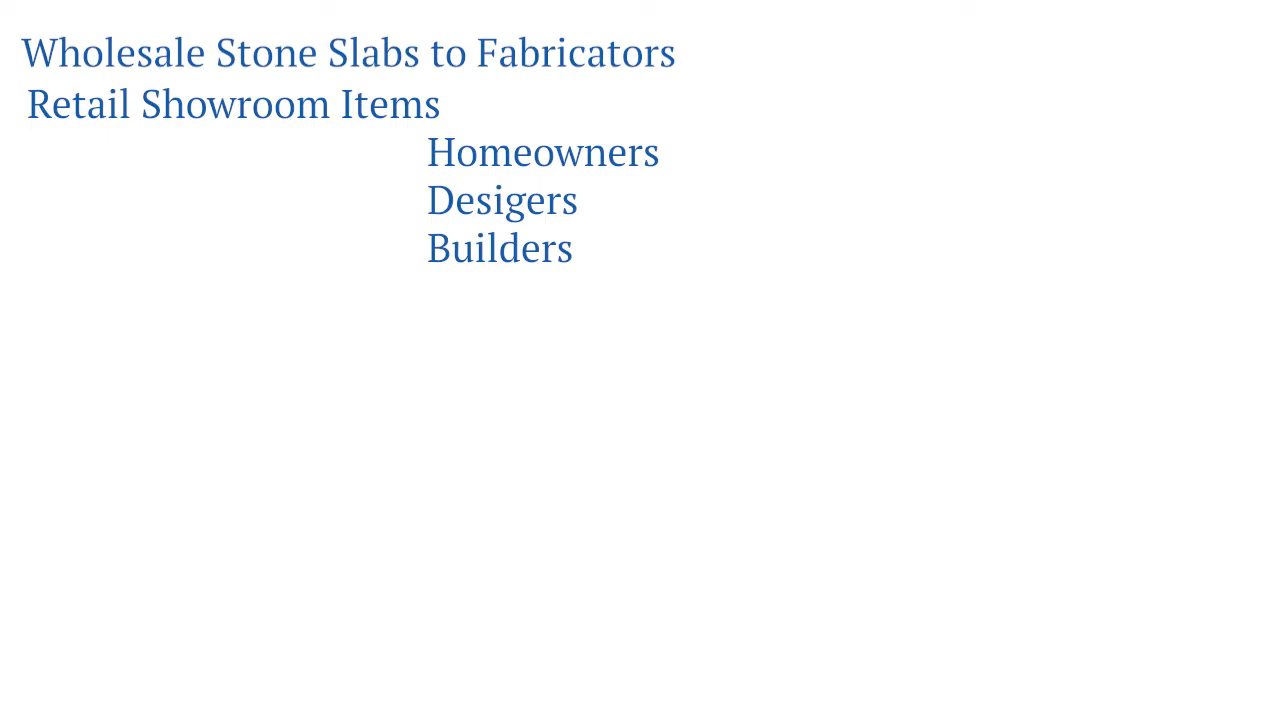 Wholesale Stone Slabs to Fabricators
Retail Showroom Items
Homeowners
Desigers
Builders